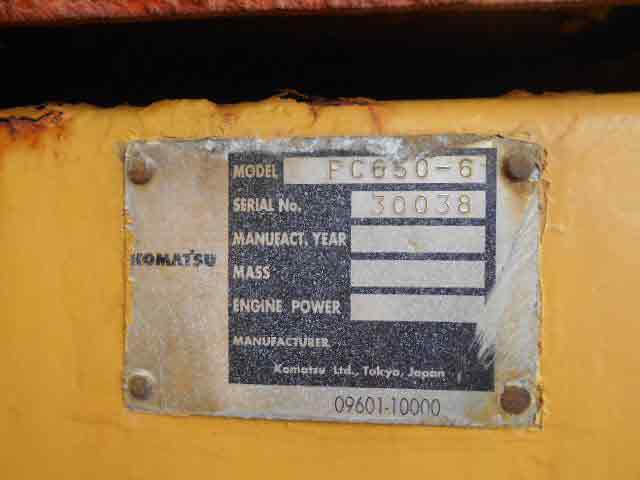 KOMATSU
MODEL PC650-6
SERIAL No. 30038
MANUFACT. YEAR
MASS
ENGINE POWER
MANUFACTURER
Komatsu Ltd., Tokyo, Japan
09601-10000